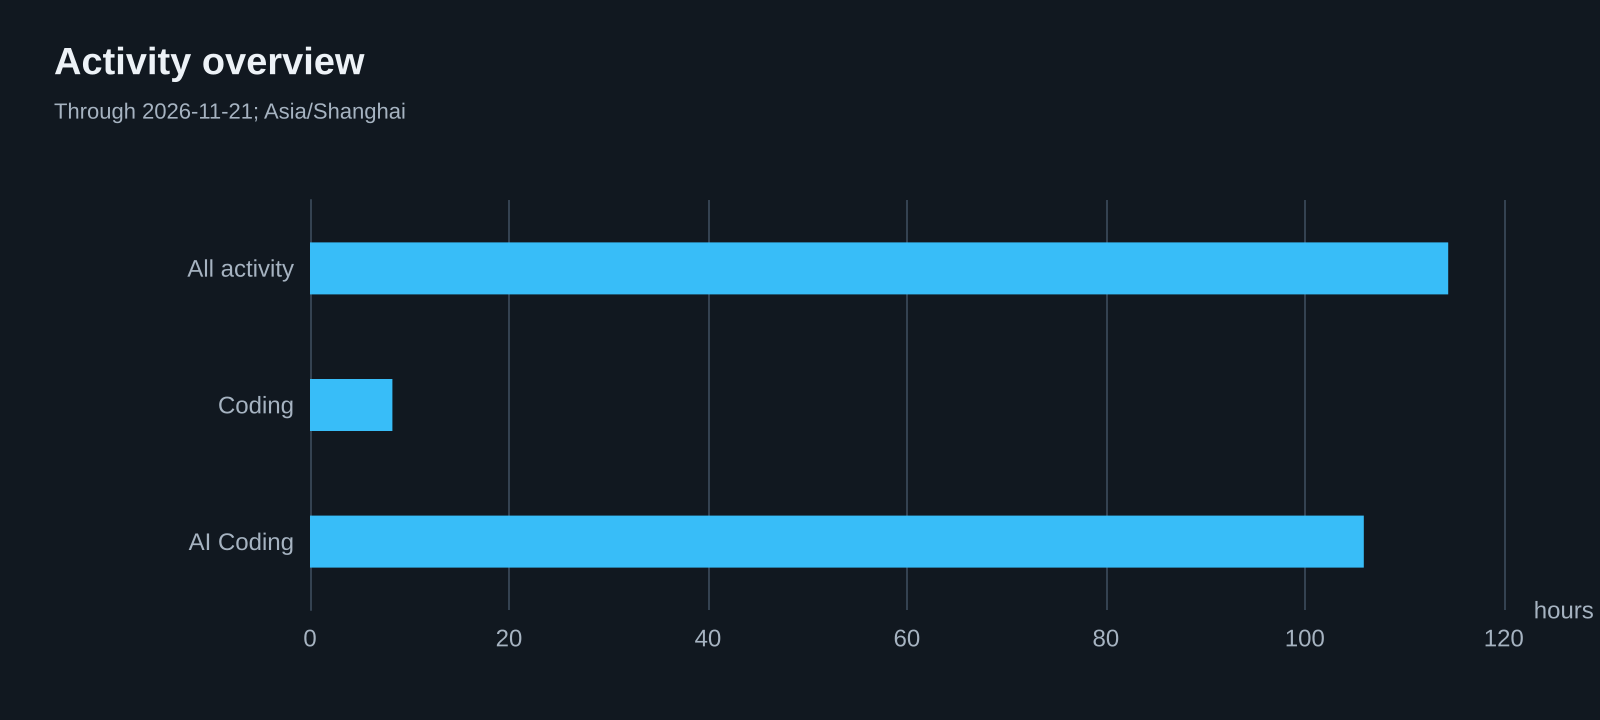 Activity overview
Through 2026-11-21; Asia/Shanghai
All activity
Coding
AI Coding
hours
0 20 40 60 80 100 120